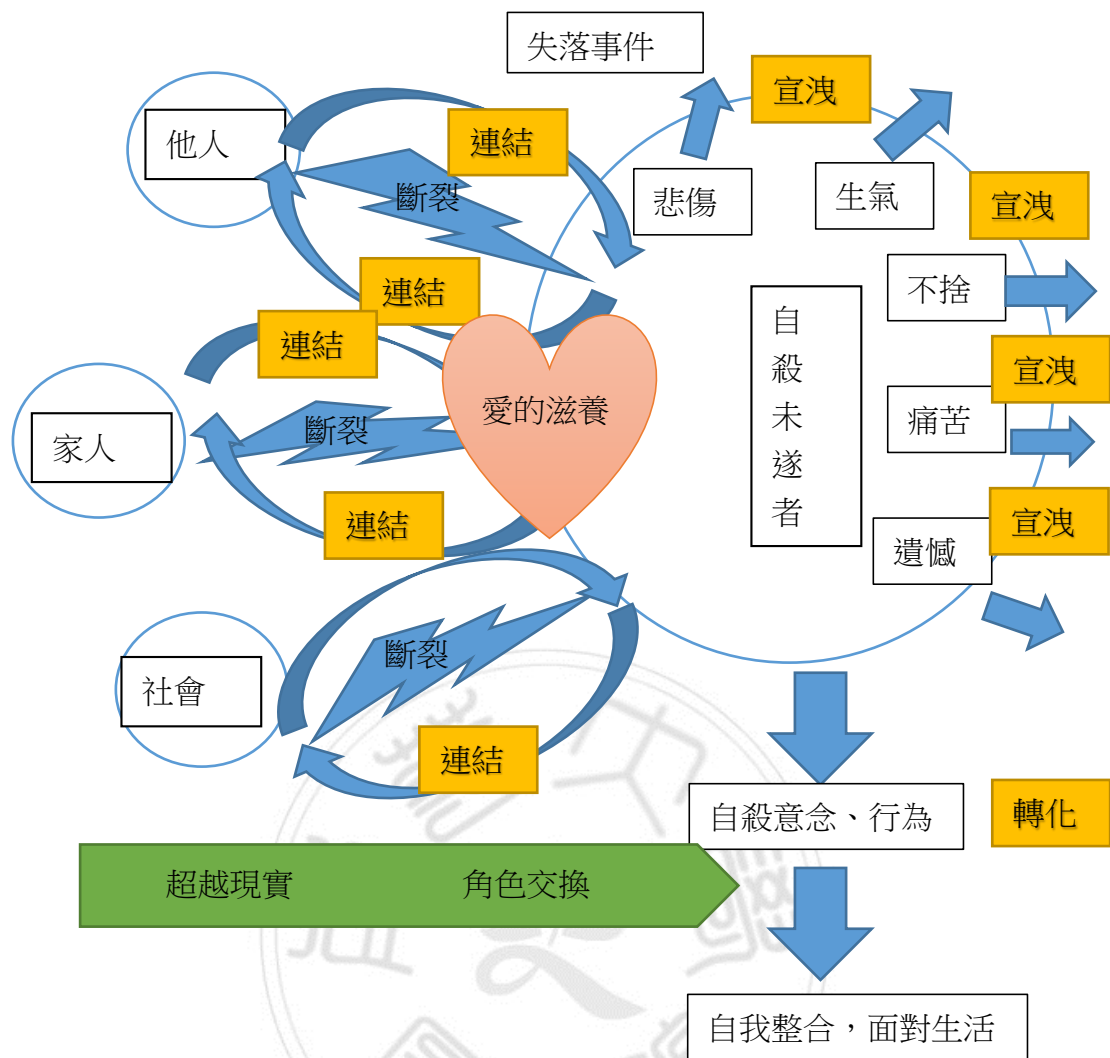 失落事件
宣洩
他人
連結
斷裂
悲傷
生氣
宣洩
不捨
連結
連結
自殺未遂者
宣洩
愛的滋養
家人
斷裂
痛苦
連結
宣洩
遺憾
斷裂
社會
連結
自殺意念、行為
轉化
超越現實
角色交換
自我整合，面對生活